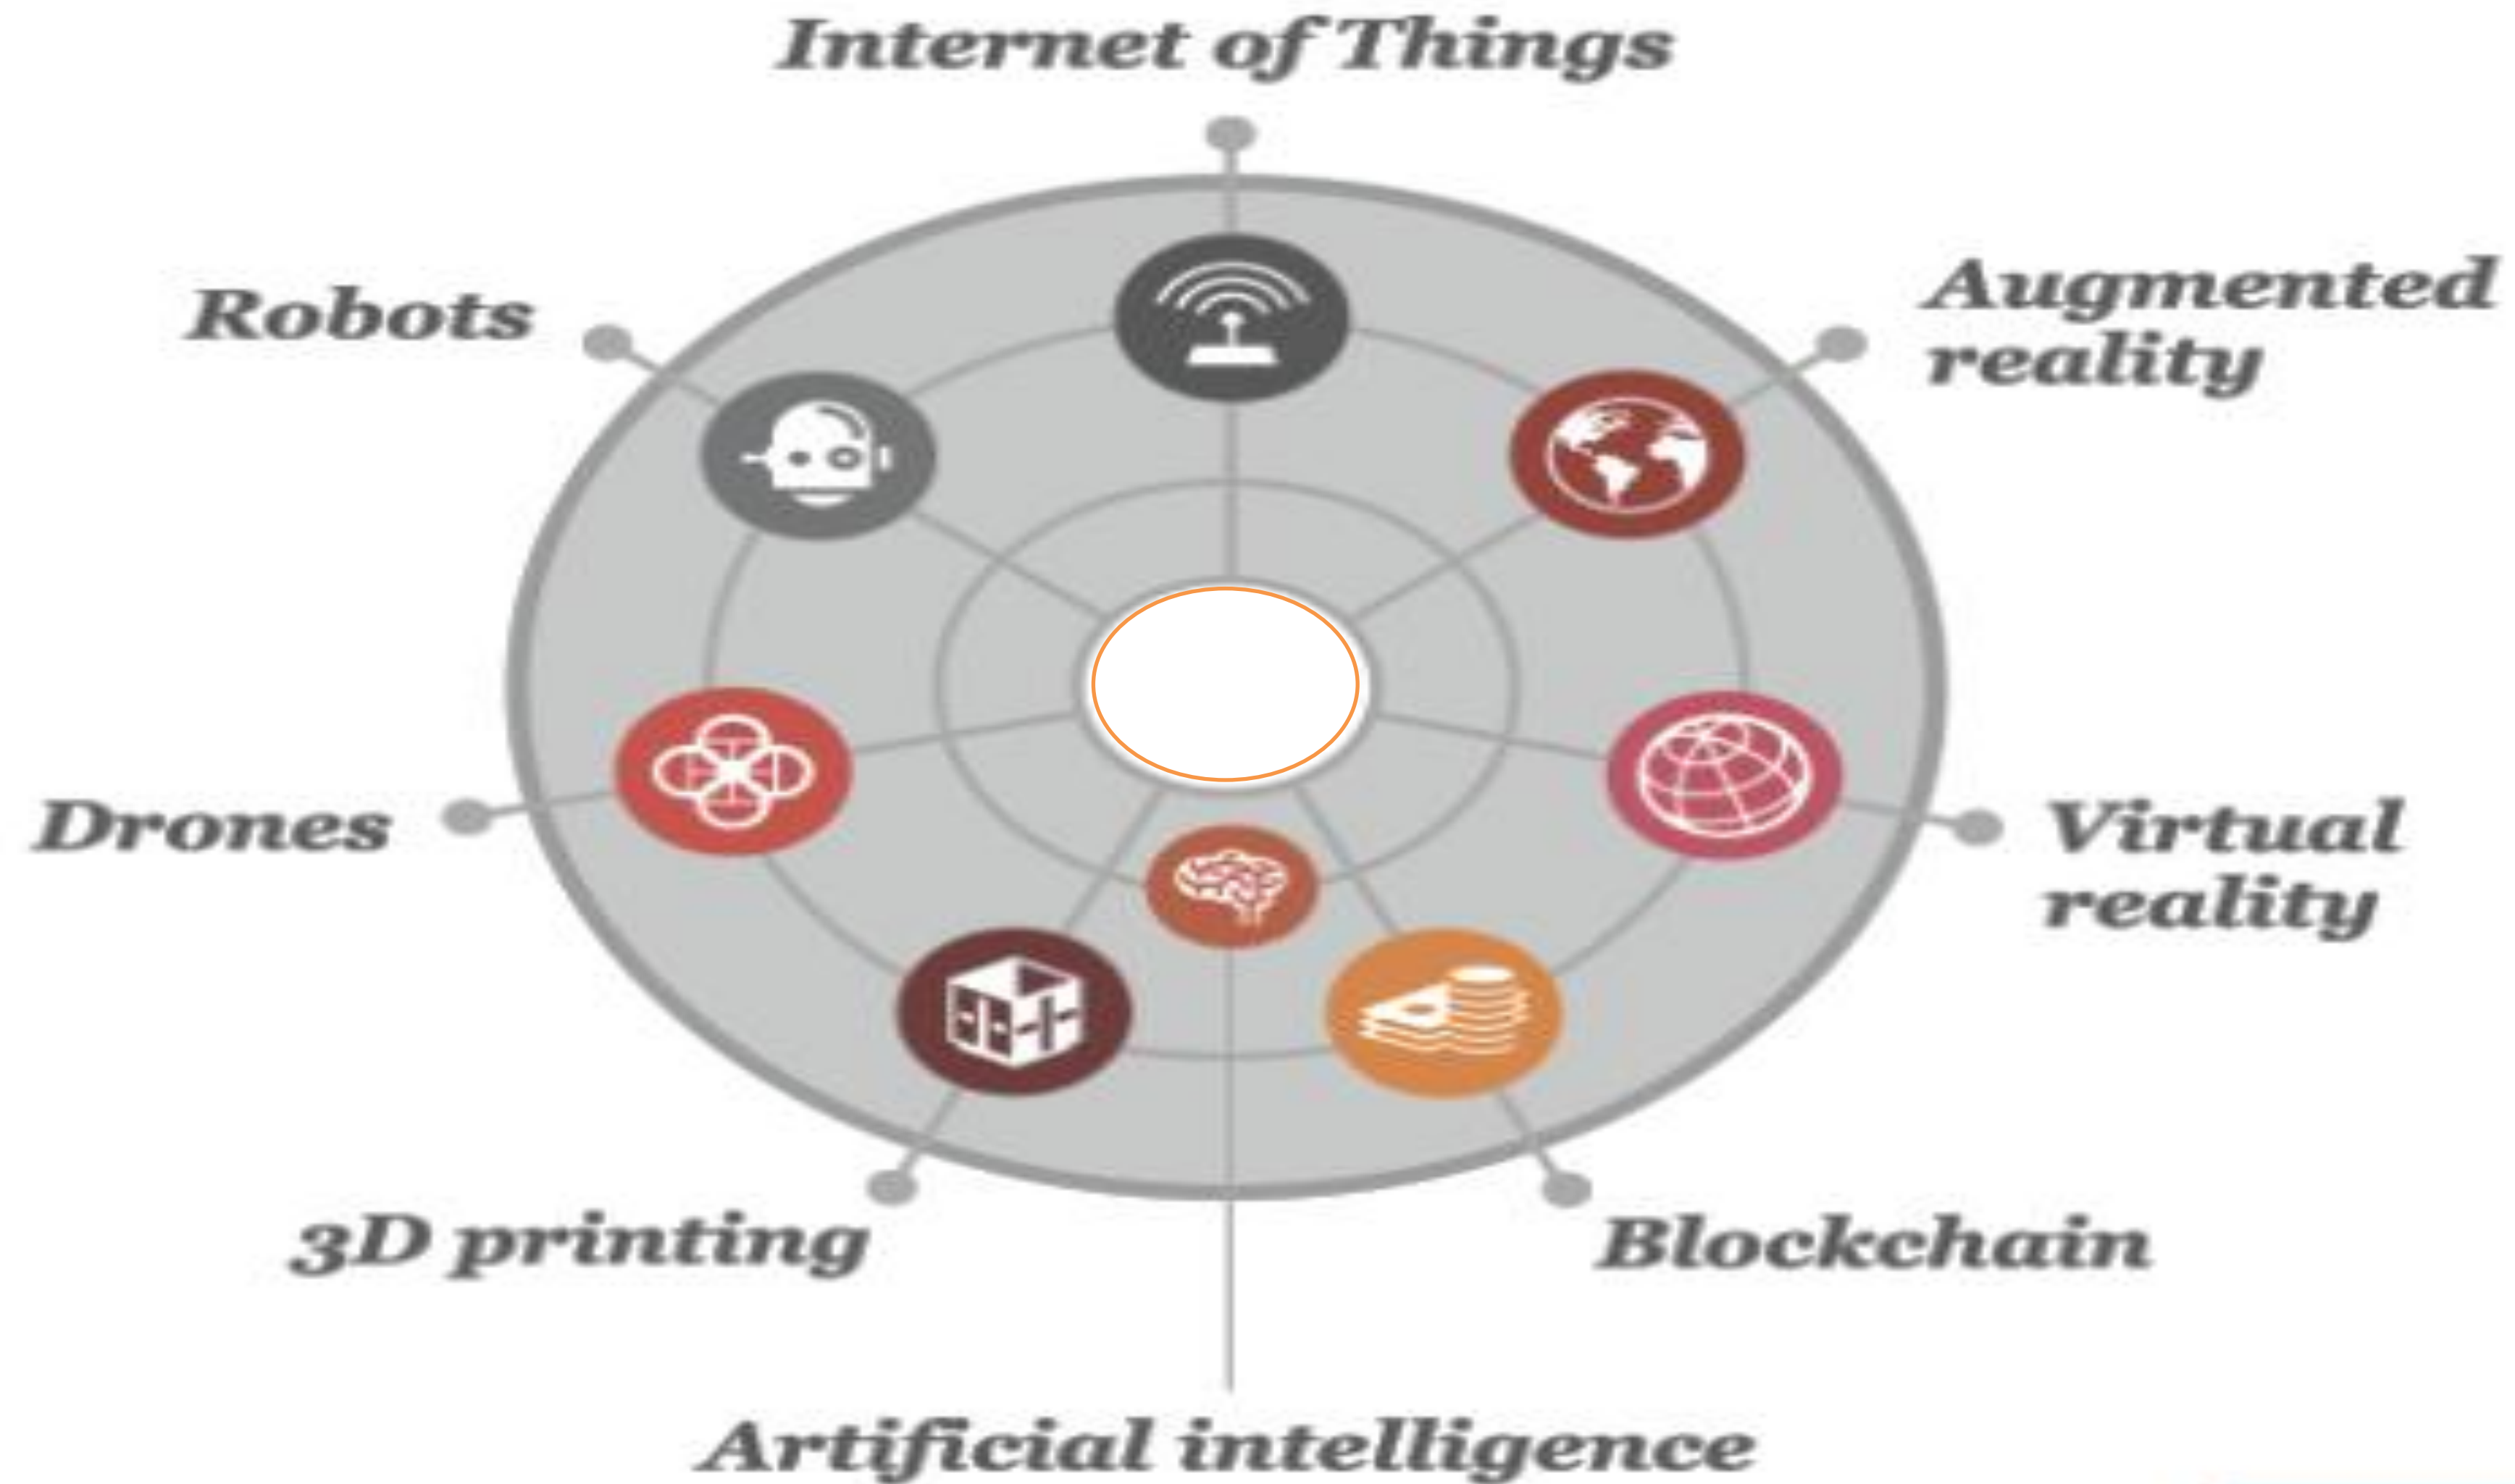 Internet of Things
Robots
Augmented
reality
Drones
Virtual
reality
3D printing
Blockchain
Artificial intelligence